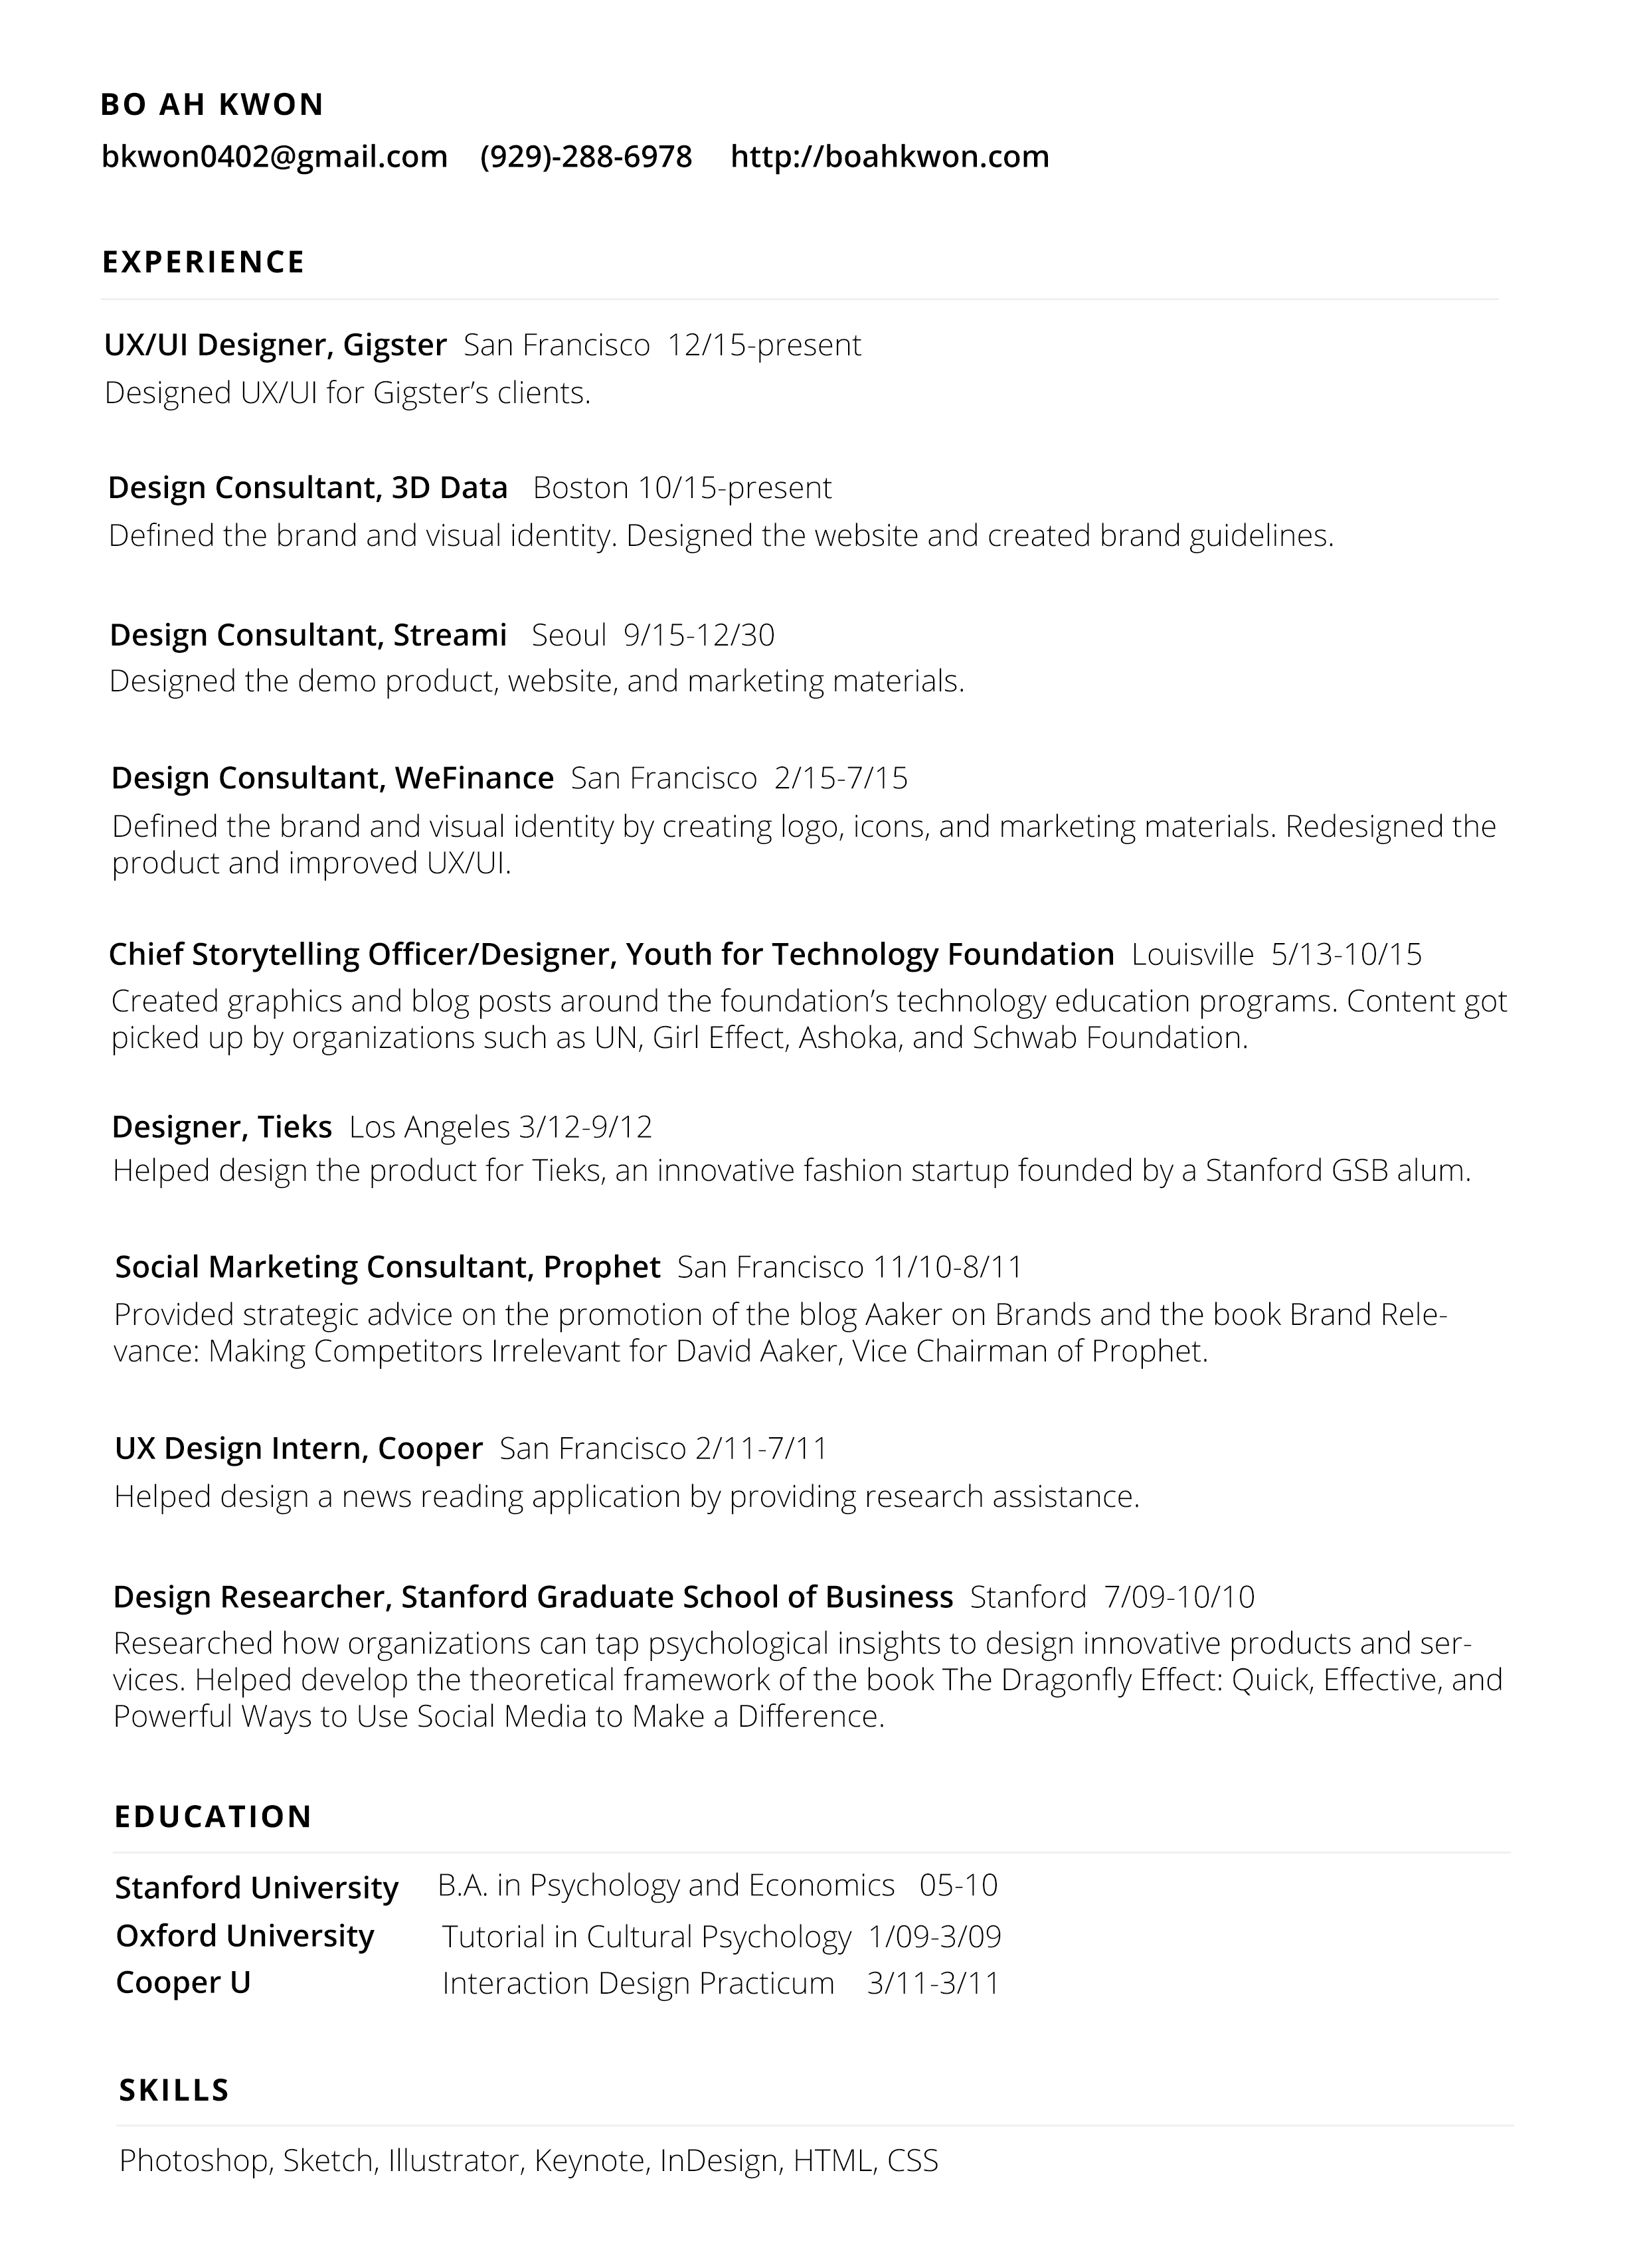 BO AH KWON
bkwon0402@gmail.com (929)-288-6978 http://boahkwon.com
EXPERIENCE
UX/UI Designer, Gigster San Francisco 12/15-present
Designed UX/UI for Gigster’s clients.
Design Consultant, 3D Data Boston 10/15-present
Defined the brand and visual identity. Designed the website and created brand guidelines.
Design Consultant, Streami Seoul 9/15-12/30
Designed the demo product, website, and marketing materials.
Design Consultant, WeFinance San Francisco 2/15-7/15
Defined the brand and visual identity by creating logo, icons, and marketing materials. Redesigned the
product and improved UX/UI.
Chief Storytelling Officer/Designer, Youth for Technology Foundation Louisville 5/13-10/15
Created graphics and blog posts around the foundation’s technology education programs. Content got
picked up by organizations such as UN, Girl Effect, Ashoka, and Schwab Foundation.
Designer, Tieks Los Angeles 3/12-9/12
Helped design the product for Tieks, an innovative fashion startup founded by a Stanford GSB alum.
Social Marketing Consultant, Prophet San Francisco 11/10-8/11
Provided strategic advice on the promotion of the blog Aaker on Brands and the book Brand Rele-
vance: Making Competitors Irrelevant for David Aaker, Vice Chairman of Prophet.
UX Design Intern, Cooper San Francisco 2/11-7/11
Helped design a news reading application by providing research assistance.
Design Researcher, Stanford Graduate School of Business Stanford 7/09-10/10
Researched how organizations can tap psychological insights to design innovative products and ser-
vices. Helped develop the theoretical framework of the book The Dragonfly Effect: Quick, Effective, and
Powerful Ways to Use Social Media to Make a Difference.
EDUCATION
Stanford University B.A. in Psychology and Economics 05-10
Oxford University Tutorial in Cultural Psychology 1/09-3/09
Cooper U Interaction Design Practicum 3/11-3/11
SKILLS
Photoshop, Sketch, Illustrator, Keynote, InDesign, HTML, CSS